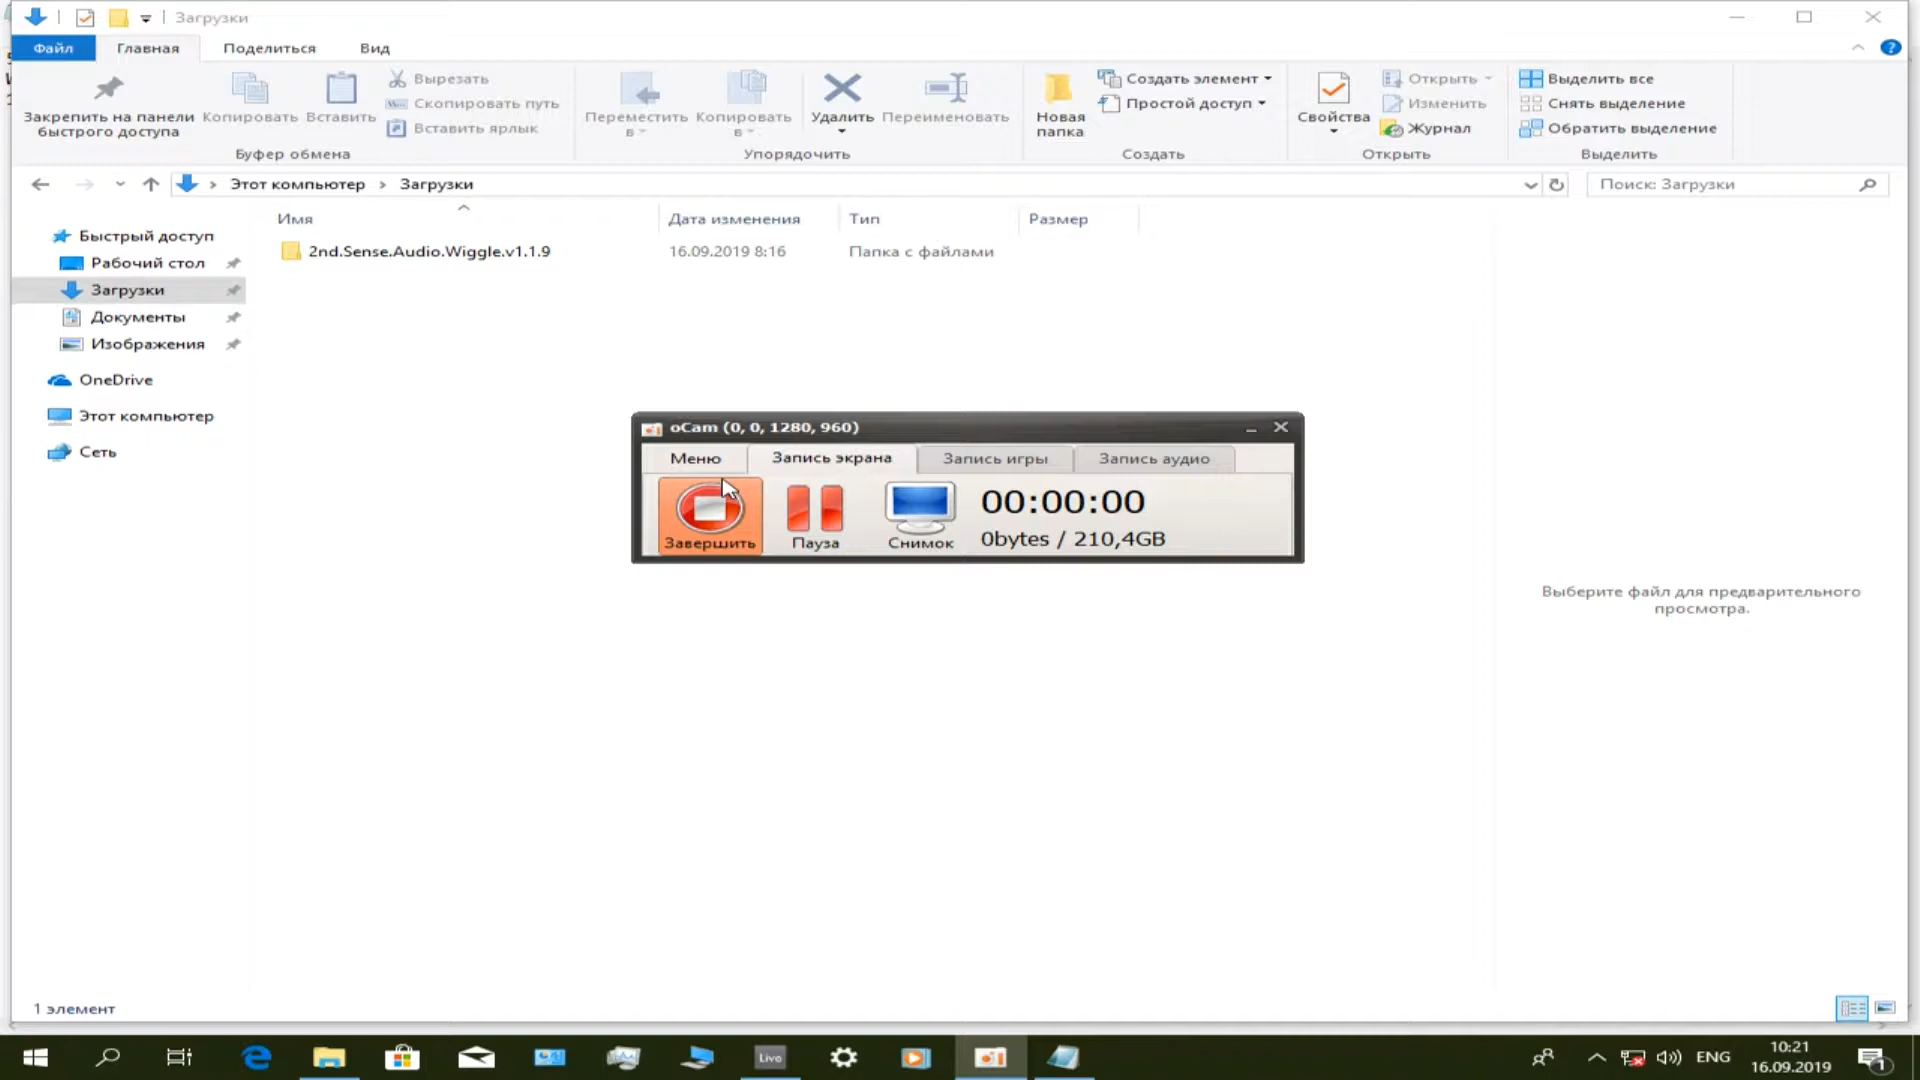 Загрузки
Файл Главная Поделиться Вид
Закрепить на панели
быстрого доступа
Копировать
Вставить
Вырезать
Скопировать путь
Вставить ярлык
Буфер обмена
Переместить
в
Копировать
в
Удалить
Переименовать
Упорядочить
Новая
папка
Создать элемент
Простой доступ
Создать
Свойства
Открыть
Изменить
Журнал
Открыть
Выделить все
Снять выделение
Обратить выделение
Выделить
Этот компьютер > Загрузки
Поиск: Загрузки
Имя Дата изменения Тип Размер
2nd.Sense.Audio.Wiggle.v1.1.9 16.09.2019 8:16 Папка с файлами
Быстрый доступ
Рабочий стол
Загрузки
Документы
Изображения
OneDrive
Этот компьютер
Сеть
oCam (0, 0, 1280, 960)
Меню Запись экрана Запись игры Запись аудио
Завершить
Пауза
Снимок
00:00:00
0bytes / 210,4GB
Выберите файл для предварительного
просмотра.
1 элемент
Live
ENG
10:21
16.09.2019
1